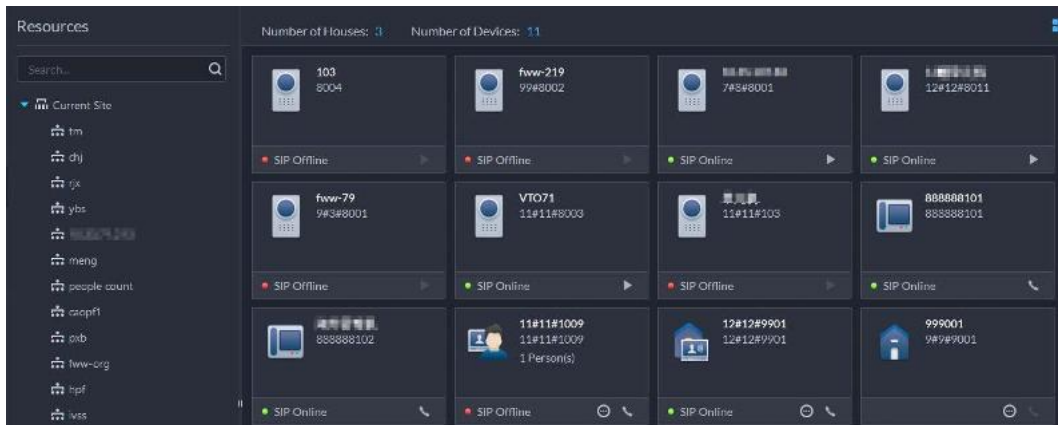 Resources
Number of Houses: 3 Number of Devices: 11
Search...
Current Site
tm
chj
rjx
ybs
meng
people count
caopf1
pxb
fww-org
hpf
ivss
103
8004
SIP Offline
fww-219
99#8002
SIP Offline
7#8#8001
SIP Online
12#12#8011
SIP Online
fww-79
9#3#8001
SIP Offline
VTO71
11#11#8003
SIP Online
11#11#103
SIP Offline
888888101
888888101
SIP Online
888888102
SIP Online
11#11#1009
11#11#1009
1 Person(s)
SIP Offline
12#12#9901
12#12#9901
SIP Online
999001
9#9#9001